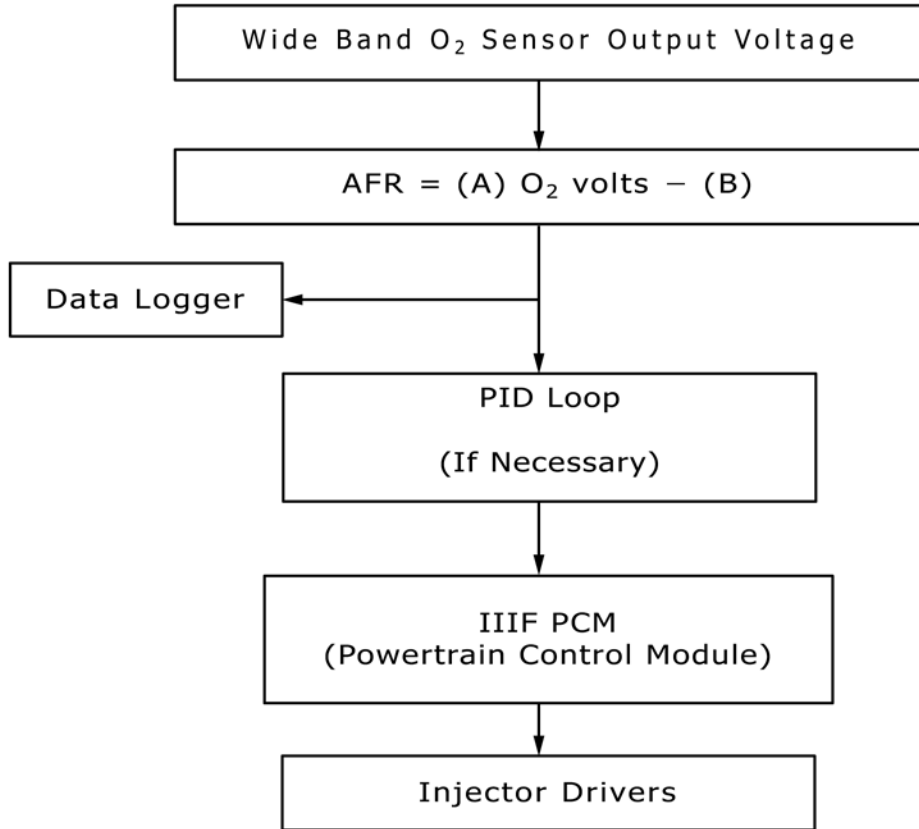 Wide Band O₂ Sensor Output Voltage
AFR = (A) O₂ volts − (B)
Data Logger
PID Loop
(If Necessary)
IIIF PCM
(Powertrain Control Module)
Injector Drivers